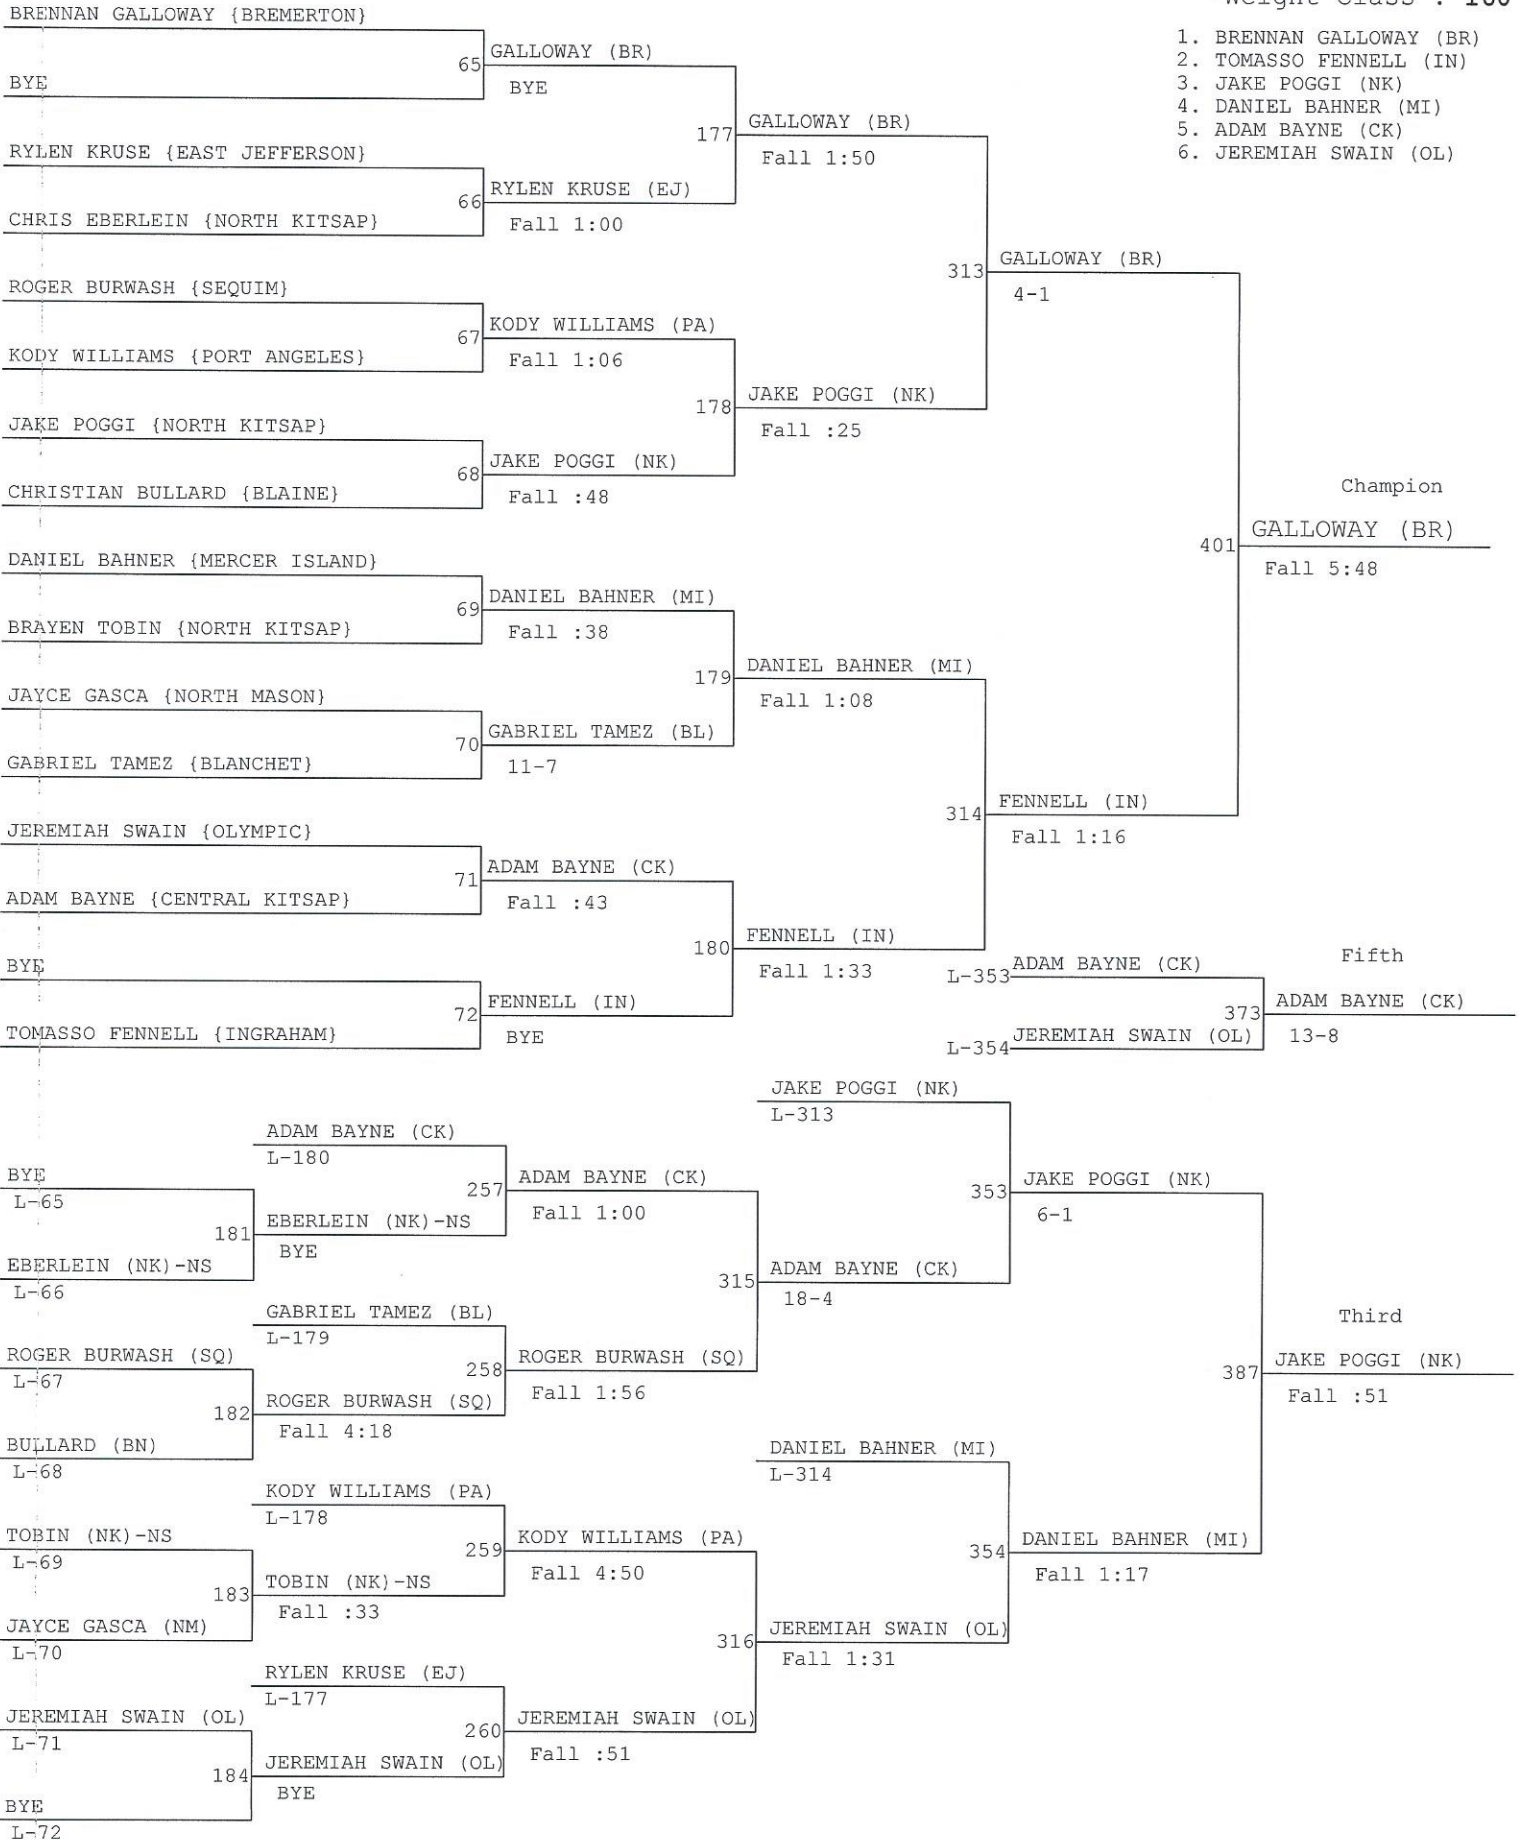 Weight Class : 160
BRENNAN GALLOWAY {BREMERTON}
1. BRENNAN GALLOWAY (BR)
2. TOMASSO FENNELL (IN)
3. JAKE POGGI (NK)
4. DANIEL BAHNER (MI)
5. ADAM BAYNE (CK)
6. JEREMIAH SWAIN (OL)
65 GALLOWAY (BR)
BYE
BYE
177 GALLOWAY (BR)
Fall 1:50
RYLEN KRUSE {EAST JEFFERSON}
66 RYLEN KRUSE (EJ)
Fall 1:00
CHRIS EBERLEIN {NORTH KITSAP}
313 GALLOWAY (BR)
4-1
ROGER BURWASH {SEQUIM}
67 KODY WILLIAMS (PA)
Fall 1:06
KODY WILLIAMS {PORT ANGELES}
178 JAKE POGGI (NK)
Fall :25
JAKE POGGI {NORTH KITSAP}
68 JAKE POGGI (NK)
Fall :48
CHRISTIAN BULLARD {BLAINE}
Champion
401 GALLOWAY (BR)
Fall 5:48
DANIEL BAHNER {MERCER ISLAND}
69 DANIEL BAHNER (MI)
Fall :38
BRAYEN TOBIN {NORTH KITSAP}
179 DANIEL BAHNER (MI)
Fall 1:08
JAYCE GASCA {NORTH MASON}
70 GABRIEL TAMEZ (BL)
11-7
GABRIEL TAMEZ {BLANCHET}
314 FENNELL (IN)
Fall 1:16
JEREMIAH SWAIN {OLYMPIC}
71 ADAM BAYNE (CK)
Fall :43
ADAM BAYNE {CENTRAL KITSAP}
180 FENNELL (IN)
Fall 1:33
BYE
72 FENNELL (IN)
BYE
TOMASSO FENNELL {INGRAHAM}
Fifth
L-353 ADAM BAYNE (CK)
373 ADAM BAYNE (CK)
13-8
L-354 JEREMIAH SWAIN (OL)
JAKE POGGI (NK)
L-313
ADAM BAYNE (CK)
L-180
BYE
L-65
257 ADAM BAYNE (CK)
Fall 1:00
353 JAKE POGGI (NK)
6-1
181 EBERLEIN (NK)-NS
BYE
EBERLEIN (NK)-NS
L-66
315 ADAM BAYNE (CK)
18-4
GABRIEL TAMEZ (BL)
L-179
Third
ROGER BURWASH (SQ)
L-67
258 ROGER BURWASH (SQ)
Fall 1:56
387 JAKE POGGI (NK)
Fall :51
182 ROGER BURWASH (SQ)
Fall 4:18
BULLARD (BN)
L-68
DANIEL BAHNER (MI)
L-314
KODY WILLIAMS (PA)
L-178
TOBIN (NK)-NS
L-69
259 KODY WILLIAMS (PA)
Fall 4:50
354 DANIEL BAHNER (MI)
Fall 1:17
183 TOBIN (NK)-NS
Fall :33
JAYCE GASCA (NM)
L-70
316 JEREMIAH SWAIN (OL)
Fall 1:31
RYLEN KRUSE (EJ)
L-177
JEREMIAH SWAIN (OL)
L-71
260 JEREMIAH SWAIN (OL)
Fall :51
184 JEREMIAH SWAIN (OL)
BYE
BYE
L-72